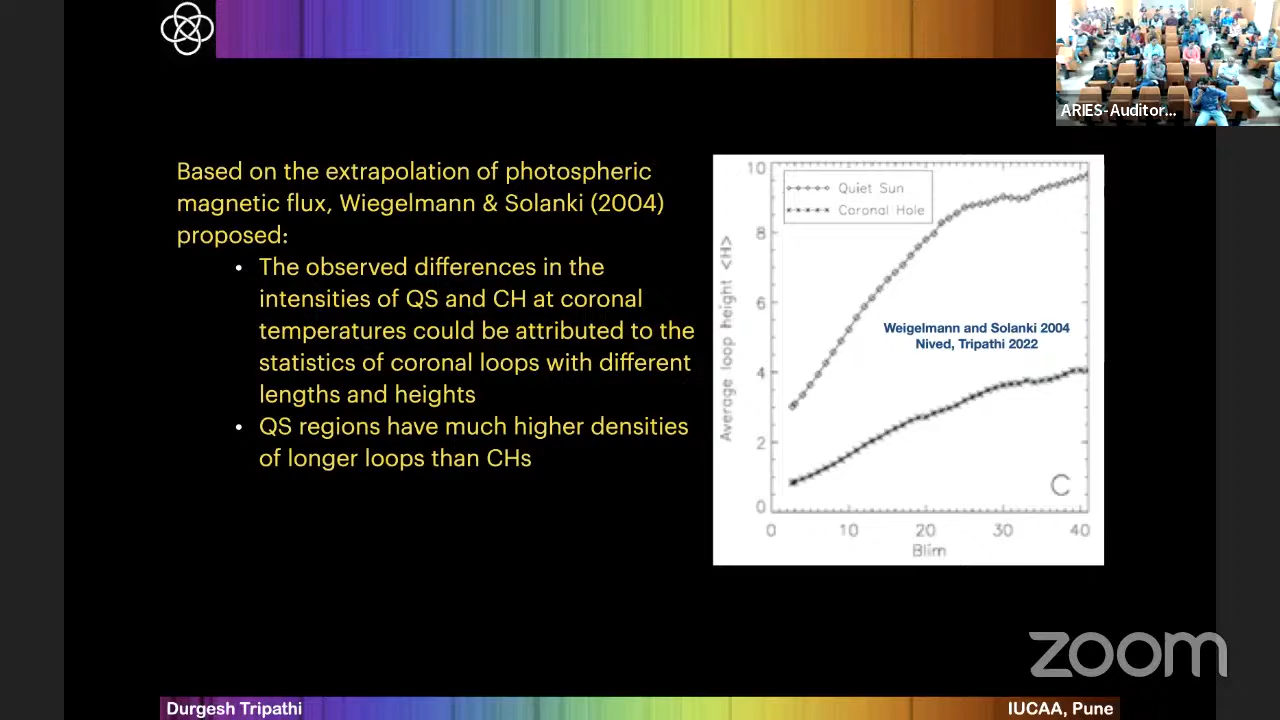 ARIES-Auditor...
Based on the extrapolation of photospheric
magnetic flux, Wiegelmann & Solanki (2004)
proposed:
• The observed differences in the
intensities of QS and CH at coronal
temperatures could be attributed to the
statistics of coronal loops with different
lengths and heights
• QS regions have much higher densities
of longer loops than CHs
10
8
6
4
2
0
Average loop height <H>
Quiet Sun
Coronal Hole
Weigelmann and Solanki 2004
Nived, Tripathi 2022
C
0 10 20 30 40
Blim
zoom
Durgesh Tripathi
IUCAA, Pune